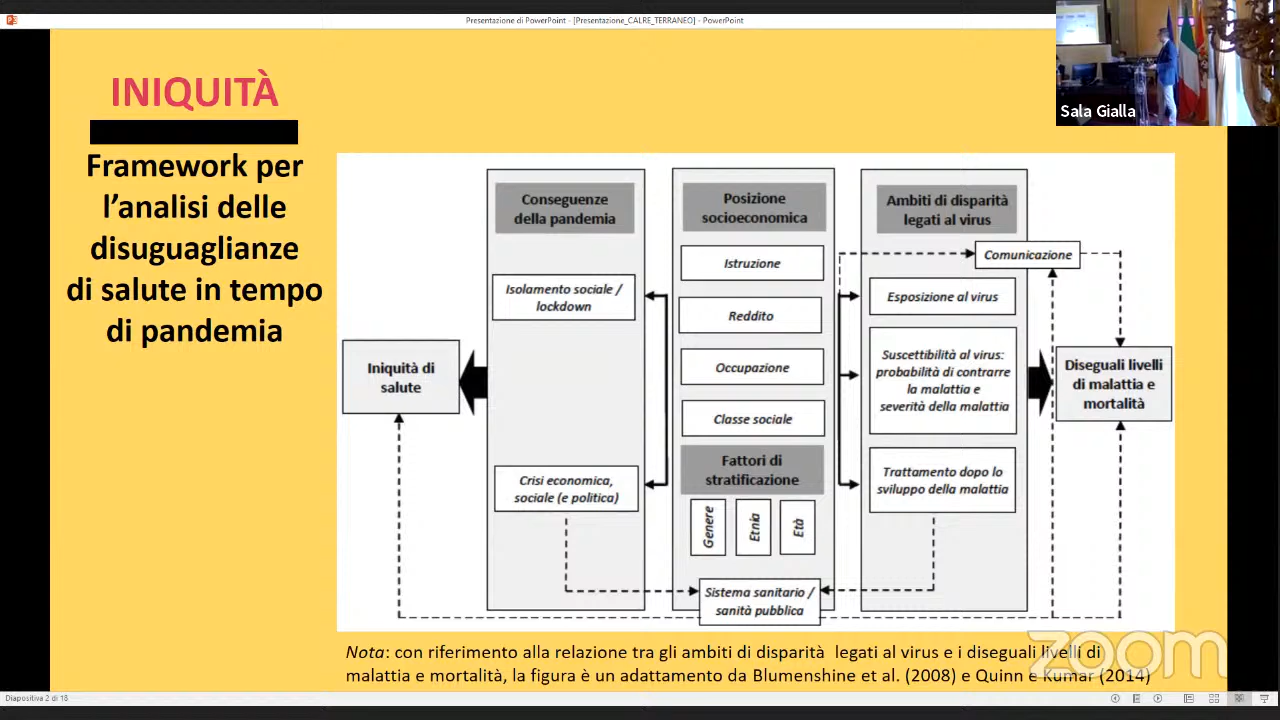 Presentazione di PowerPoint - [Presentazione_CALRE_TERRANEO] - PowerPoint
Sala Gialla
INIQUITÀ
Framework per
l’analisi delle
disuguaglianze
di salute in tempo
di pandemia
Iniquità di
salute
Conseguenze
della pandemia
Isolamento sociale /
lockdown
Crisi economica,
sociale (e politica)
Posizione
socioeconomica
Istruzione
Reddito
Occupazione
Classe sociale
Fattori di
stratificazione
Genere
Etnia
Età
Sistema sanitario /
sanità pubblica
Ambiti di disparità
legati al virus
Comunicazione
Esposizione al virus
Suscettibilità al virus:
probabilità di contrarre
la malattia e
severità della malattia
Trattamento dopo lo
sviluppo della malattia
Diseguali livelli
di malattia e
mortalità
Nota: con riferimento alla relazione tra gli ambiti di disparità legati al virus e i diseguali livelli di
malattia e mortalità, la figura è un adattamento da Blumenshine et al. (2008) e Quinn e Kumar (2014)
zoom
Diapositiva 2 di 18